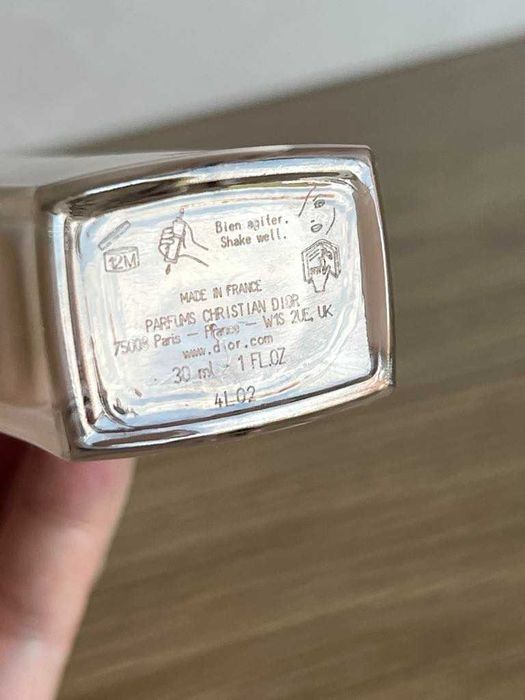 Bien agiter.
Shake well.
12M
MADE IN FRANCE
PARFUMS CHRISTIAN DIOR
75008 Paris — France — W1S 2UE, UK
www.dior.com
30 ml - 1 FL.OZ
4L02